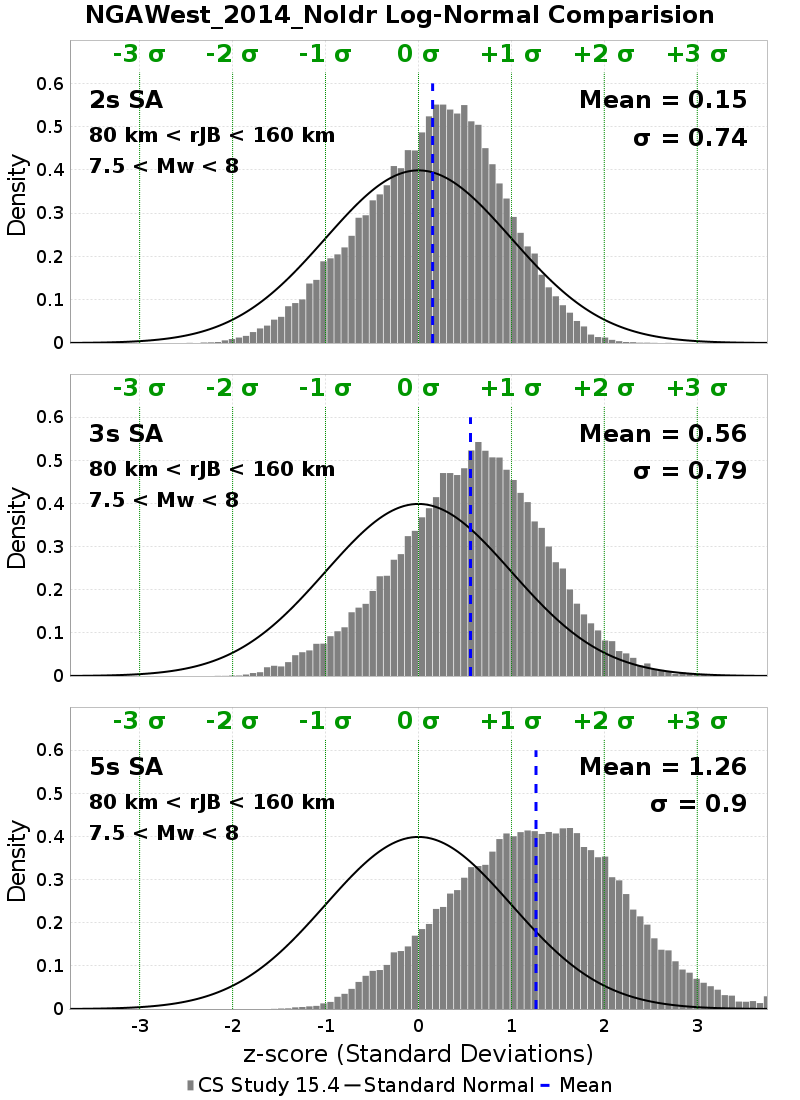 NGAWest_2014_NoIdr Log-Normal Comparision
-3 σ -2 σ -1 σ 0 σ +1 σ +2 σ +3 σ
2s SA
Mean = 0.15
80 km < rJB < 160 km
σ = 0.74
7.5 < Mw < 8
Density
0.6
0.5
0.4
0.3
0.2
0.1
0
-3 σ -2 σ -1 σ 0 σ +1 σ +2 σ +3 σ
3s SA
Mean = 0.56
80 km < rJB < 160 km
σ = 0.79
7.5 < Mw < 8
Density
0.6
0.5
0.4
0.3
0.2
0.1
0
-3 σ -2 σ -1 σ 0 σ +1 σ +2 σ +3 σ
5s SA
Mean = 1.26
80 km < rJB < 160 km
σ = 0.9
7.5 < Mw < 8
Density
0.6
0.5
0.4
0.3
0.2
0.1
0
-3 -2 -1 0 1 2 3
z-score (Standard Deviations)
CS Study 15.4 Standard Normal Mean